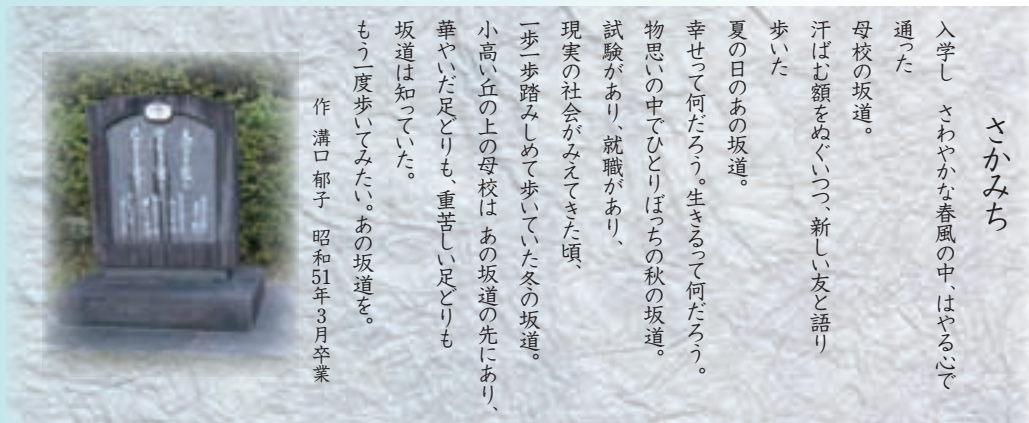 さかみち
入学し　さわやかな春風の中、はやる心で
通った
母校の坂道。
汗ばむ額をぬぐいつつ、新しい友と語り
歩いた
夏の日のあの坂道。
幸せって何だろう。生きるって何だろう。
物思いの中でひとりぼっちの秋の坂道。
試験があり、就職があり、
現実の社会がみえてきた頃、
一歩一歩踏みしめて歩いていた冬の坂道。
小高い丘の上の母校は　あの坂道の先にあり、
華やいだ足どりも、重苦しい足どりも
坂道は知っていた。
もう一度歩いてみたい。あの坂道を。
作　溝口 郁子　昭和51年3月卒業